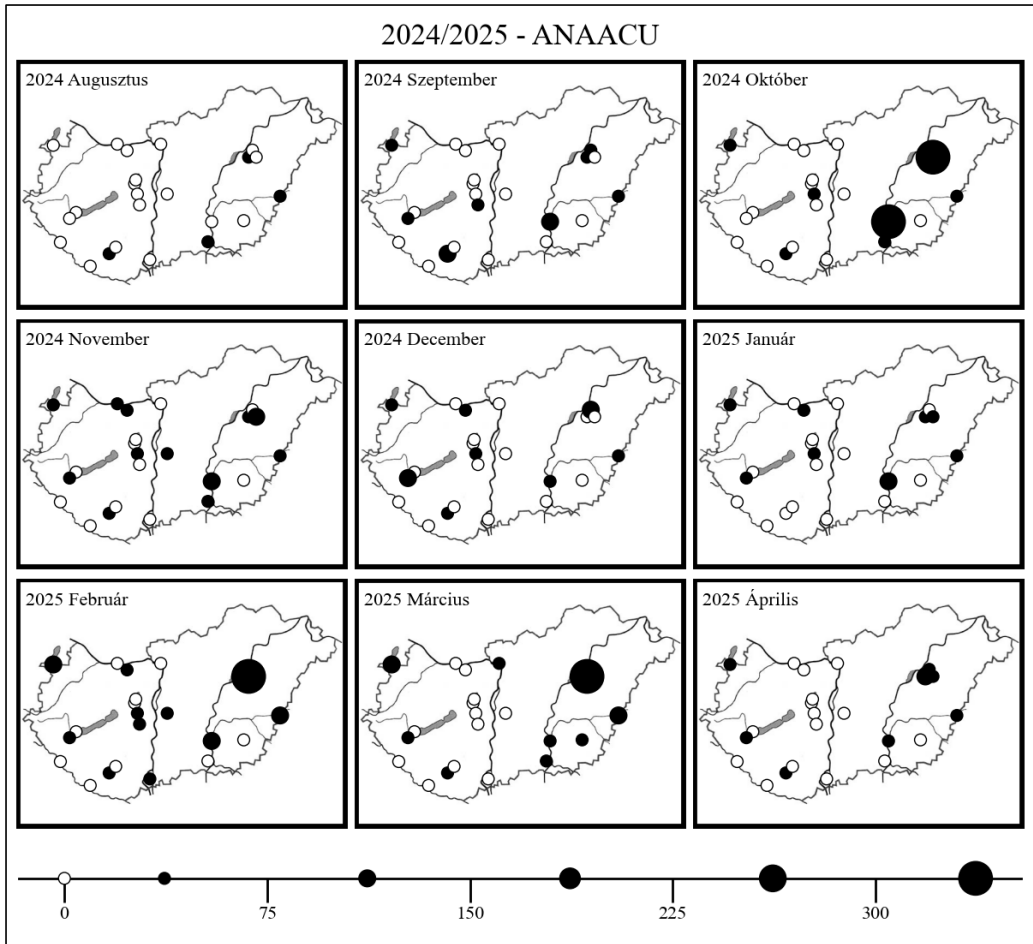 2024/2025 - ANAACU
2024 Augusztus
2024 Szeptember
2024 Október
2024 November
2024 December
2025 Január
2025 Február
2025 Március
2025 Április
0 75 150 225 300